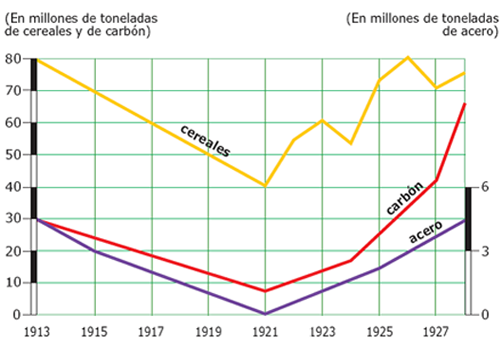 (En millones de toneladas
de cereales y de carbón)
(En millones de toneladas
de acero)
80
70
60
50
40
30
20
10
0
6
3
0
cereales
carbón
acero
1913 1915 1917 1919 1921 1923 1925 1927